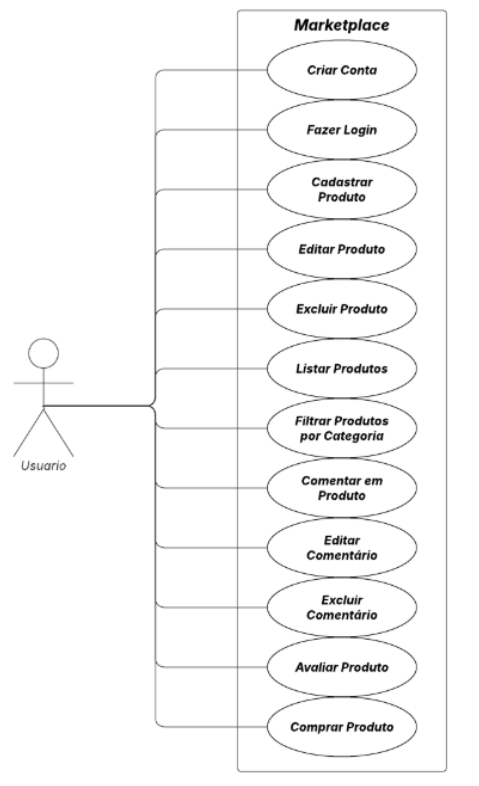 Marketplace
Criar Conta
Fazer Login
Cadastrar
Produto
Editar Produto
Excluir Produto
Listar Produtos
Filtrar Produtos
por Categoria
Comentar em
Produto
Editar
Comentário
Excluir
Comentário
Avaliar Produto
Comprar Produto
Usuario